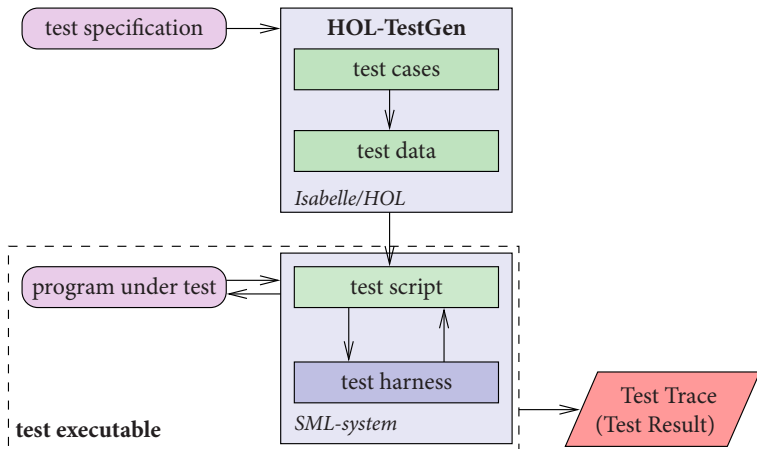 test specification
HOL-TestGen
test cases
test data
Isabelle/HOL
program under test
test script
test harness
SML-system
test executable
Test Trace
(Test Result)